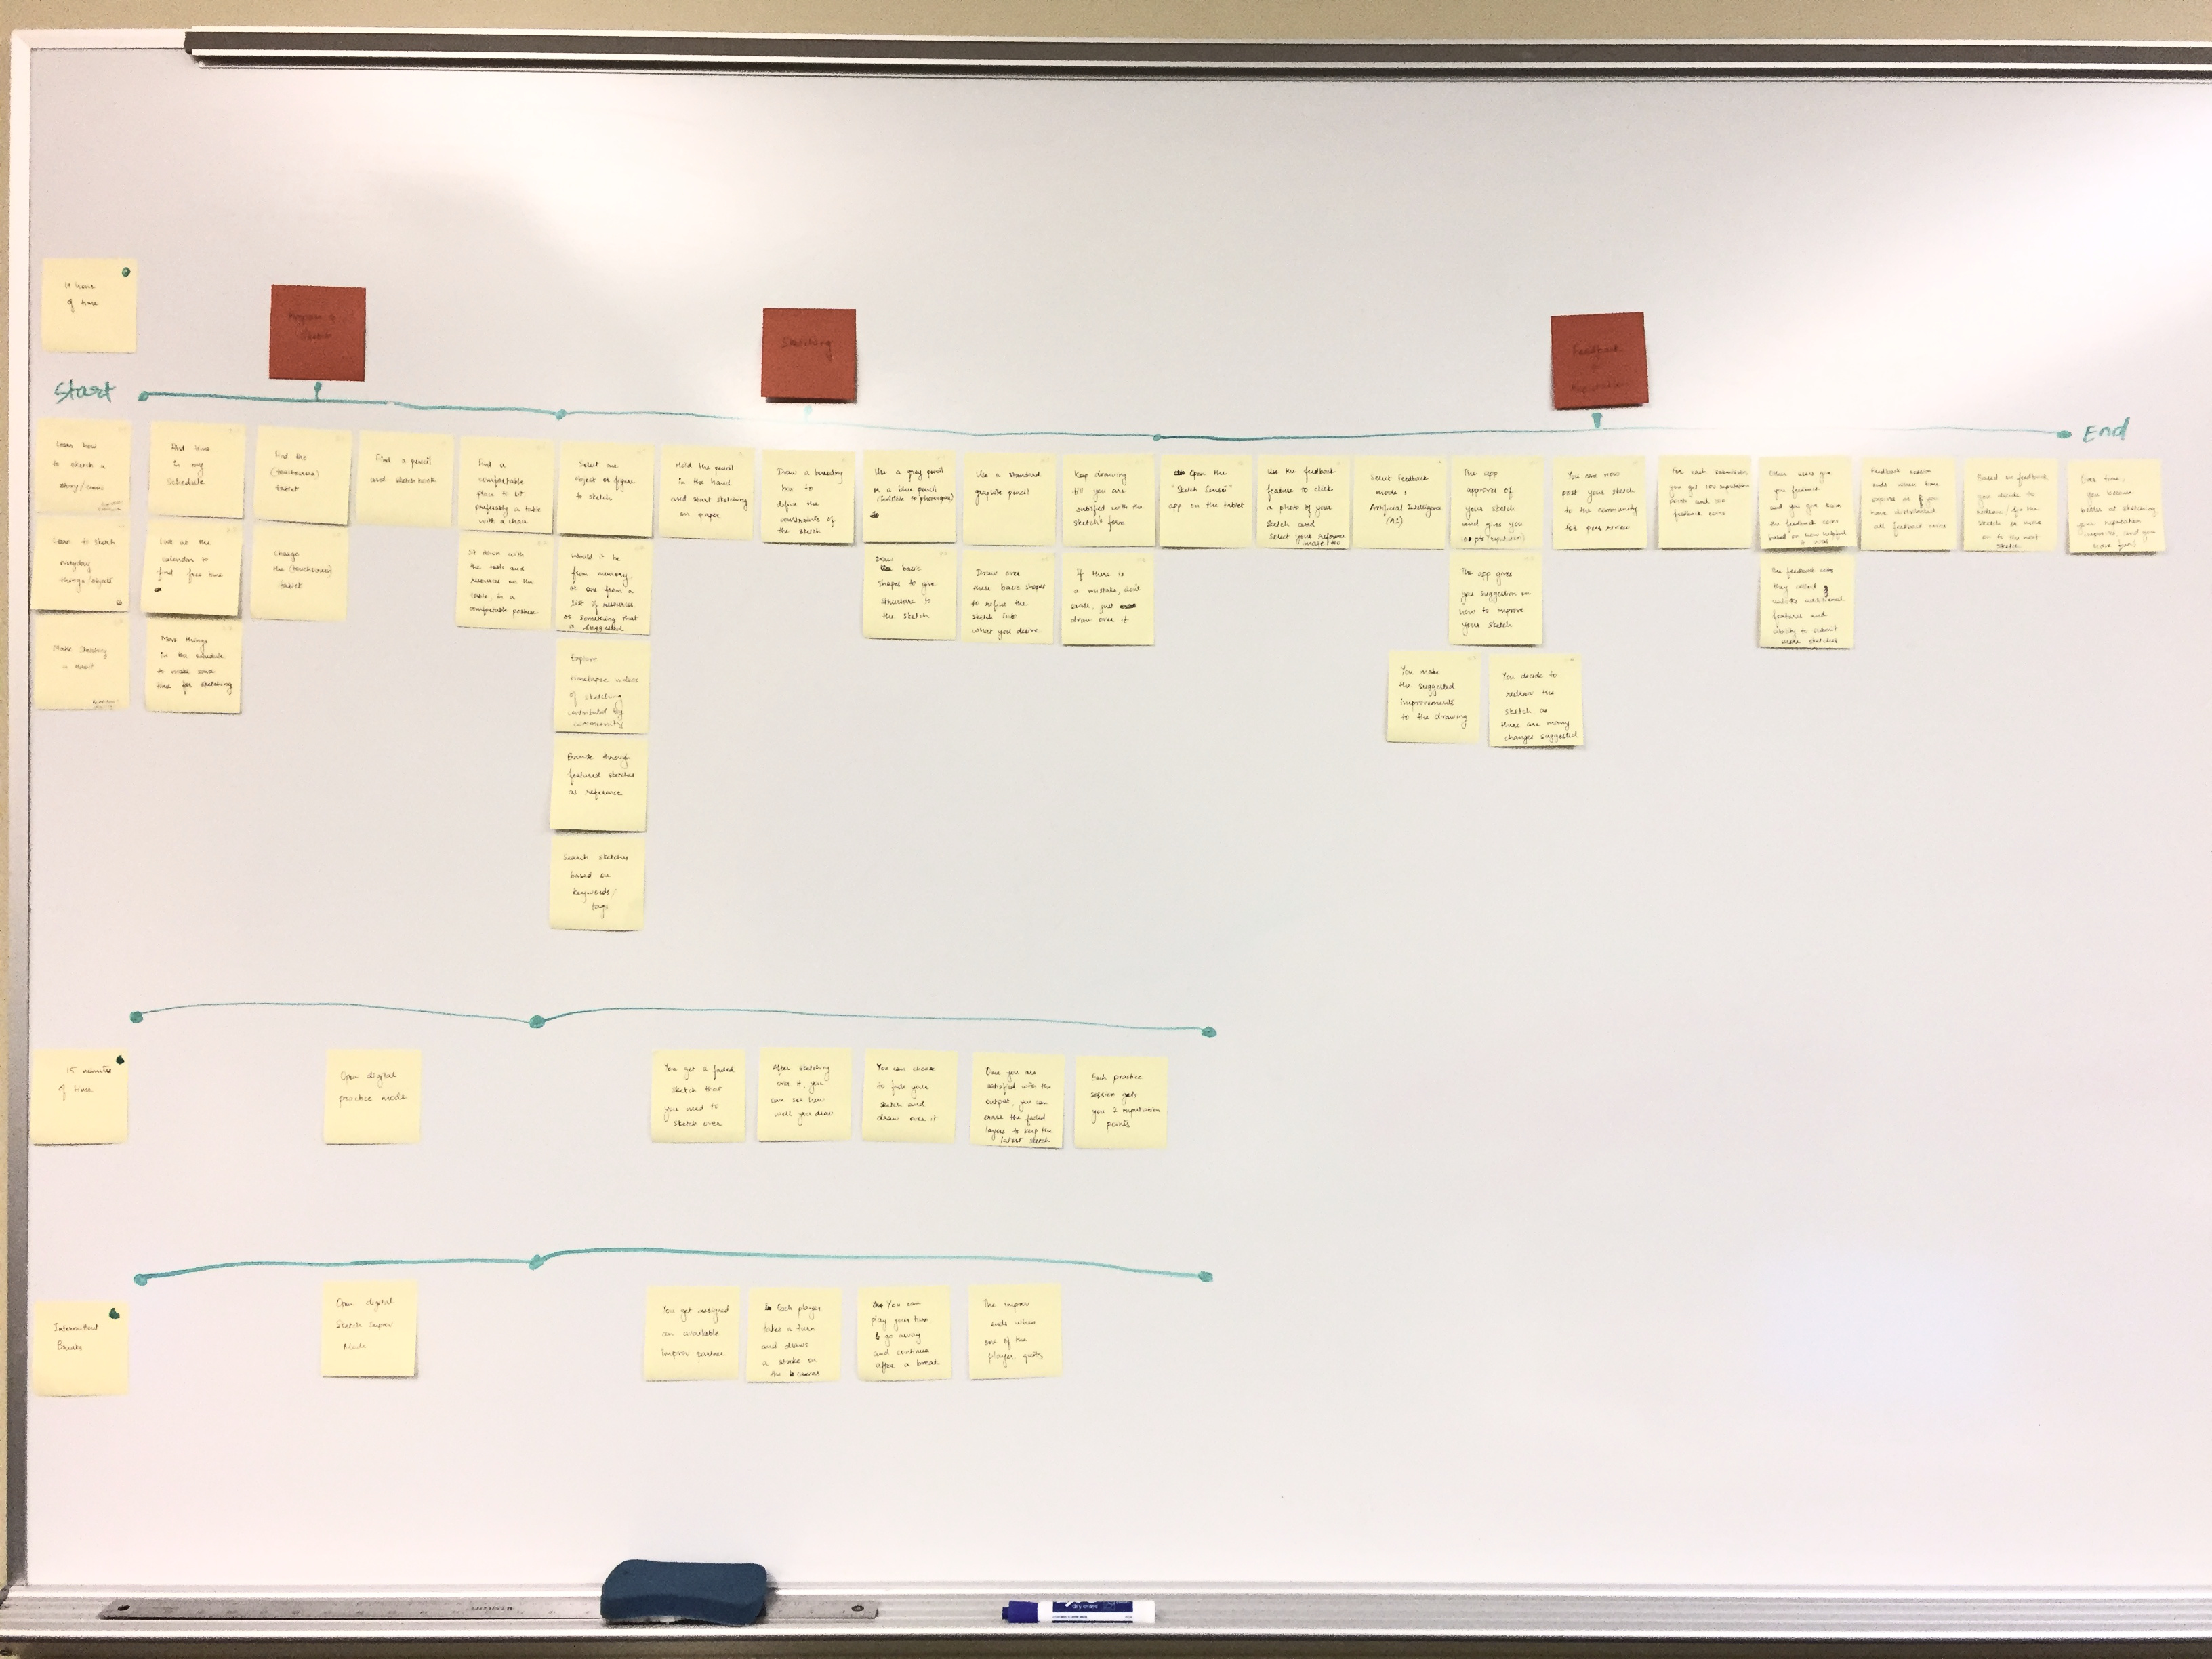 of time
Sketch
Sketching
Feedback
Start
End
Learn how
to sketch a
story/comic
Find time
in my
schedule
Find the
(touchscreen)
tablet
Find a pencil
and sketchbook
Find a
comfortable
place to sit,
preferably a table
with a chair
Select one
object or figure
to sketch
Hold the pencil
in the hand
and start sketching
on paper
Draw a bounding
box to
define the
constraints of
the sketch
Use a gray pencil
or a blue pencil
Use a standard
graphite pencil
Keep drawing
till you are
satisfied with the
sketch form
Open the
"Sketch Sensei"
app on the tablet
Use the feedback
feature to click
a photo of your
sketch and
Select your reference
image/too
Select feedback
mode:
Artificial Intelligence
(AI)
The app
approves of
your sketch
and gives you
You can now
post your sketch
to the community
for peer review
For each submission
you get 100 reputation
points and 100
feedback coins
Other users give
you feedback
and you give them
the feedback coins
based on how helpful
it was
Feedback session
ends when time
expires or if you
have distributed
all feedback coins
Based on feedback
you decide to
redraw/fix the
sketch or move
on to the next
sketch
Over time,
you become
better at sketching
your reputation
improves, and you
have fun!
Learn to sketch
everyday
things/objects
Look at the
calendar to
find free time
Charge
the (touchscreen)
tablet
Sit down with
the tablet and
resources on the
table, in a
comfortable posture
Would it be
from memory,
or one from a
list of resources
or something that
is suggested
Draw
basic
shapes to give
structure to
the sketch
Draw over
these basic shapes
to refine the
sketch into
what you desire
If there is
a mistake, don't
erase, just
draw over it
The app gives
you suggestion on
how to improve
your sketch
The feedback coins
they collect
unlocks additional
features and
ability to submit
more sketches
Make Sketching
a Habit
Move things
in the schedule
to make some
time for sketching
Explore
timelapse videos
of sketching
contributed by
community
You make
the suggested
improvements
to the drawing
You decide to
redraw the
sketch as
there are many
changes suggested
Browse through
featured sketches
as reference
Search sketches
based on
keywords/
tags
15 minutes
of time
Open digital
practice mode
You get a faded
sketch that
you need to
sketch over
After sketching
over it, you
can see how
well you draw
You can choose
to fade your
sketch and
draw over it
Once you are
satisfied with the
output, you can
erase the faded
layers to keep the
latest sketch
Each practice
session gets
you 2 reputation
points
Intermittent
Breaks
Open digital
Sketch Improv
Mode
You get assigned
an available
improv partner
Each player
takes a turn
and draws
a stroke on
the canvas
You can
play your turn
& go away
and continue
after a break
The improv
ends when
one of the
player quits
dry erase